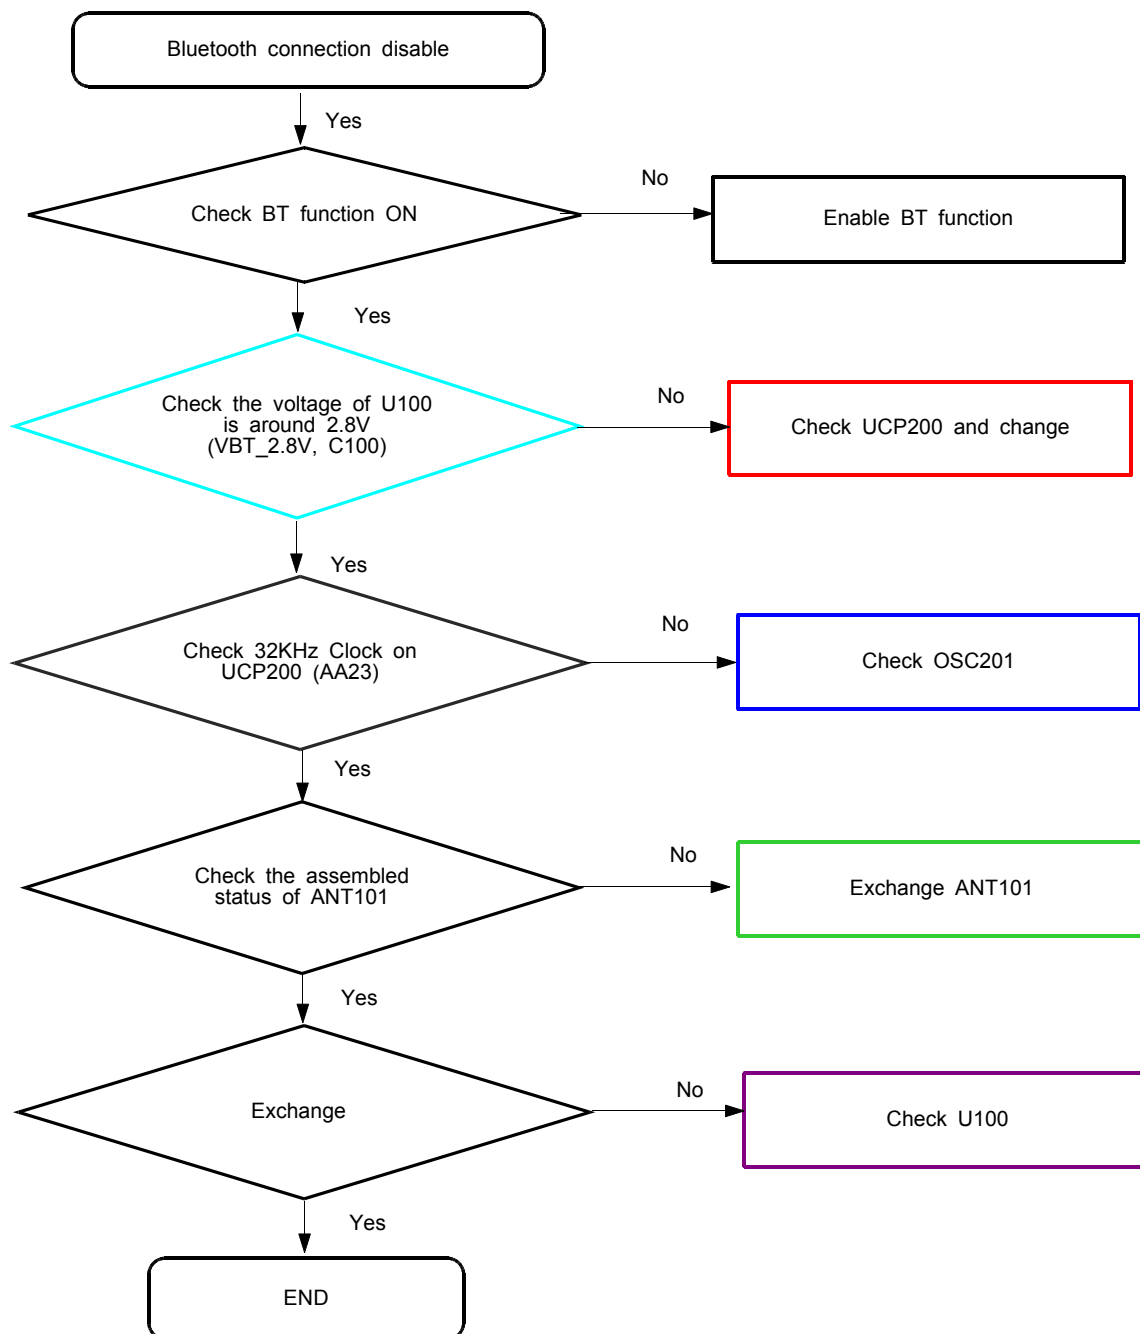 Bluetooth connection disable
Yes
Check BT function ON
No
Enable BT function
Yes
Check the voltage of U100
is around 2.8V
(VBT_2.8V, C100)
No
Check UCP200 and change
Yes
Check 32KHz Clock on
UCP200 (AA23)
No
Check OSC201
Yes
Check the assembled
status of ANT101
No
Exchange ANT101
Yes
Exchange
No
Check U100
Yes
END